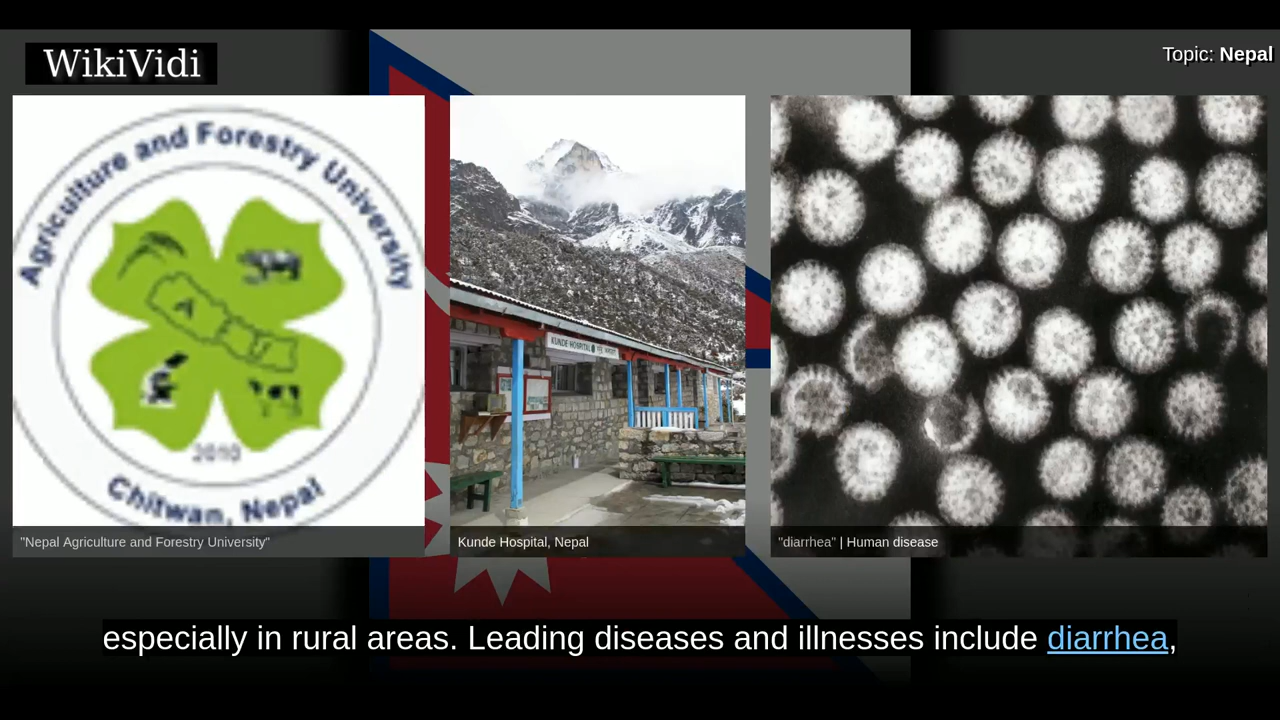 WikiVidi
Topic: Nepal
Agriculture and Forestry University
2010
Chitwan, Nepal
"Nepal Agriculture and Forestry University"
KUNDE HOSPITAL
Kunde Hospital, Nepal
"diarrhea" | Human disease
especially in rural areas. Leading diseases and illnesses include diarrhea,